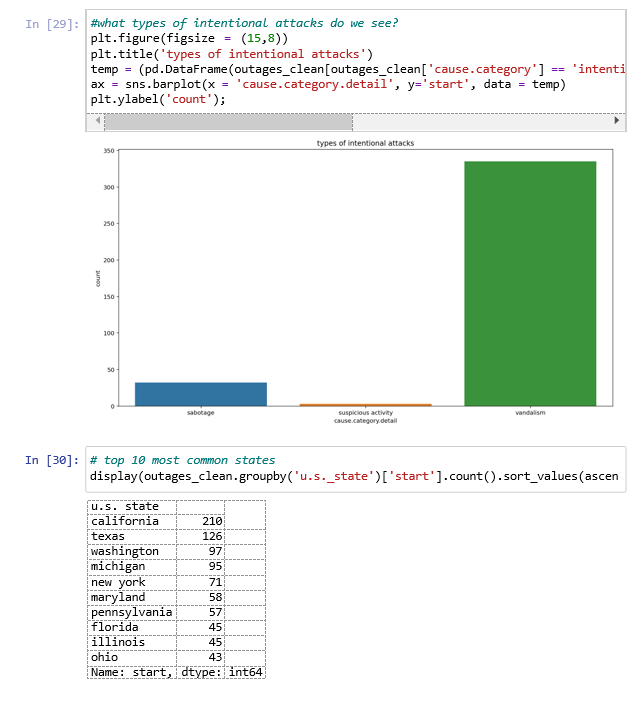 In [29]:
#what types of intentional attacks do we see?
plt.figure(figsize = (15,8))
plt.title('types of intentional attacks')
temp = (pd.DataFrame(outages_clean[outages_clean['cause.category'] == 'intenti
ax = sns.barplot(x = 'cause.category.detail', y='start', data = temp)
plt.ylabel('count');
types of intentional attacks
350
300
250
200
150
100
50
0
count
sabotage suspicious activity vandalism
cause.category.detail
In [30]:
# top 10 most common states
display(outages_clean.groupby('u.s._state')['start'].count().sort_values(ascen
u.s. state
california 210
texas 126
washington 97
michigan 95
new york 71
maryland 58
pennsylvania 57
florida 45
illinois 45
ohio 43
Name: start, dtype: int64